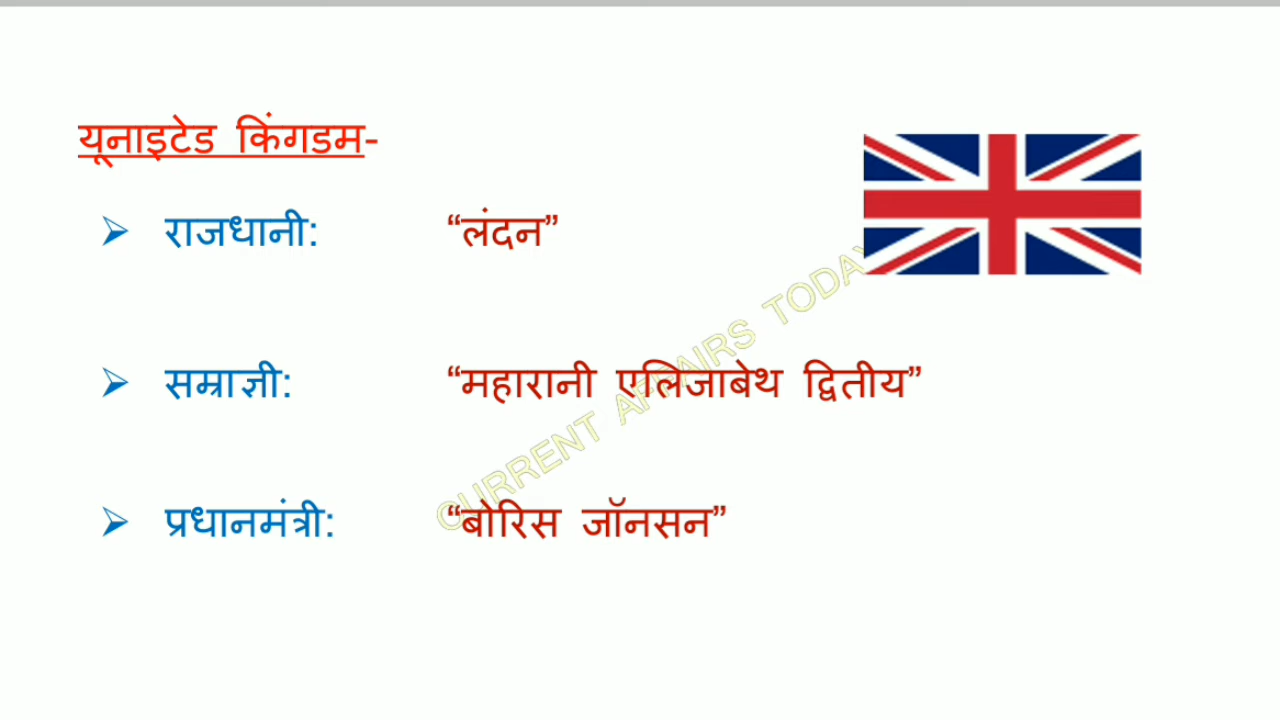 यूनाइटेड किंगडम-
राजधानी: “लंदन”
सम्राज्ञी: “महारानी एलिजाबेथ द्वितीय”
प्रधानमंत्री: “बोरिस जॉनसन”
CURRENT AFFAIRS TODAY